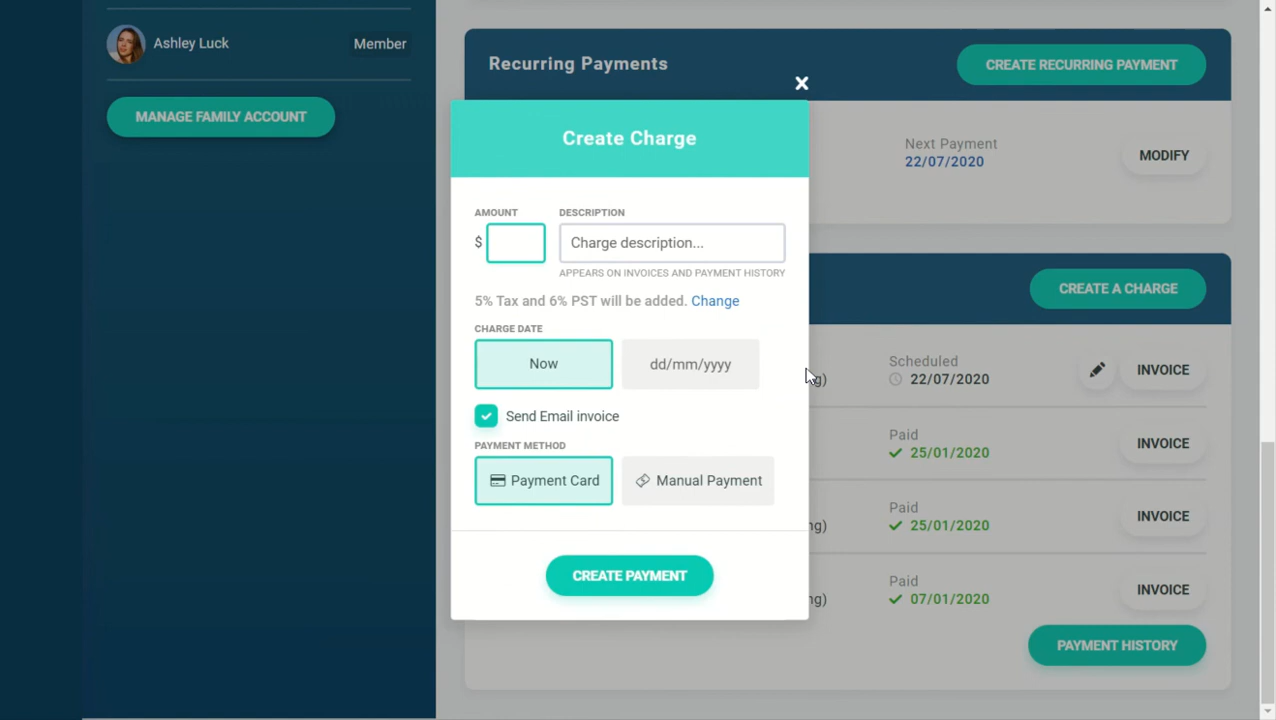 Ashley Luck Member
MANAGE FAMILY ACCOUNT
Recurring Payments
CREATE RECURRING PAYMENT
Next Payment
22/07/2020
MODIFY
x
Create Charge
AMOUNT DESCRIPTION
$ Charge description...
APPEARS ON INVOICES AND PAYMENT HISTORY
5% Tax and 6% PST will be added. Change
CHARGE DATE
Now dd/mm/yyyy
Send Email invoice
PAYMENT METHOD
Payment Card Manual Payment
CREATE PAYMENT
CREATE A CHARGE
Scheduled
22/07/2020
INVOICE
Paid
25/01/2020
INVOICE
Paid
ng) 25/01/2020
INVOICE
Paid
ng) 07/01/2020
INVOICE
PAYMENT HISTORY